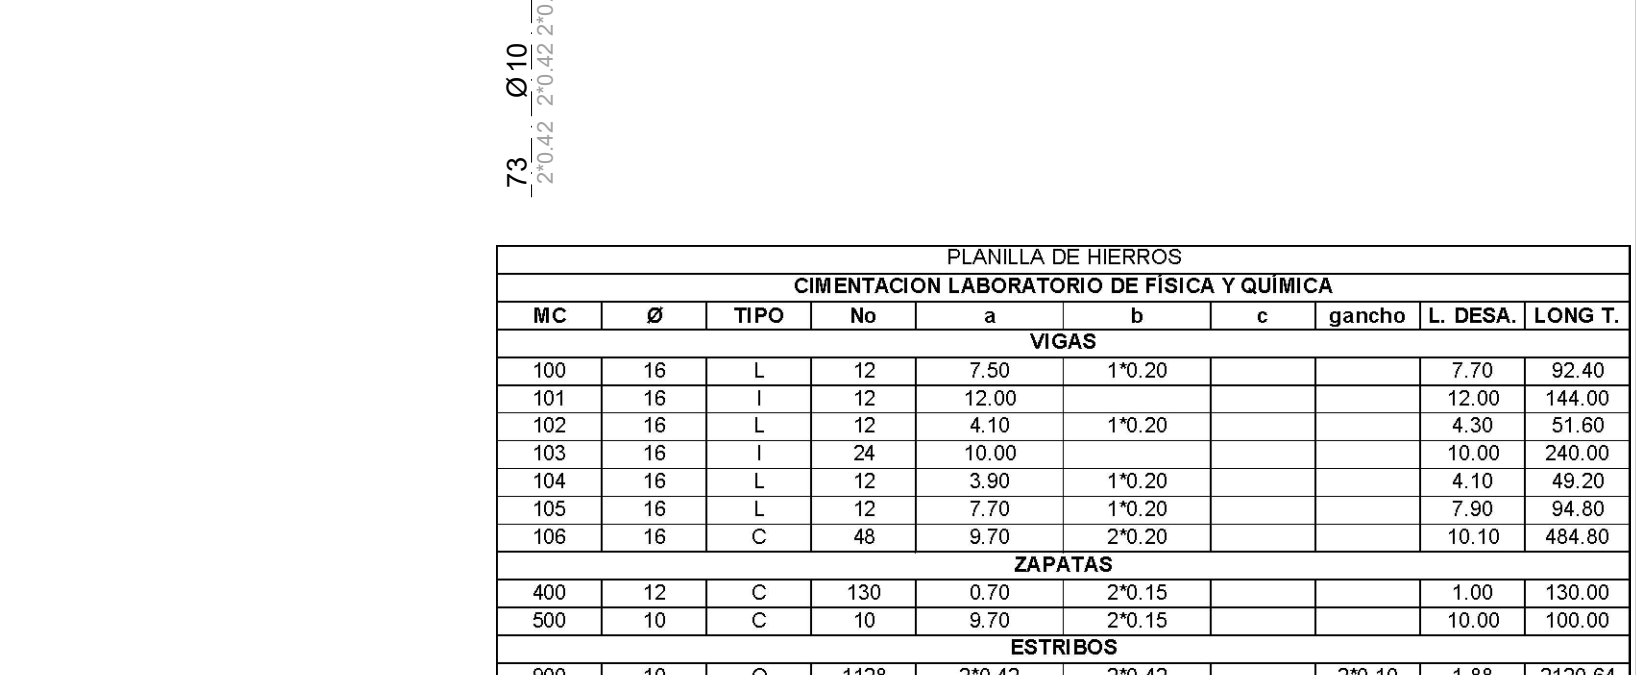 73 Ø10
2*0.42 2*0.42
PLANILLA DE HIERROS
CIMENTACION LABORATORIO DE FÍSICA Y QUÍMICA
MC Ø TIPO No a b c gancho L. DESA. LONG T.
VIGAS
100 16 L 12 7.50 1*0.20 7.70 92.40
101 16 I 12 12.00 12.00 144.00
102 16 L 12 4.10 1*0.20 4.30 51.60
103 16 I 24 10.00 10.00 240.00
104 16 L 12 3.90 1*0.20 4.10 49.20
105 16 L 12 7.70 1*0.20 7.90 94.80
106 16 C 48 9.70 2*0.20 10.10 484.80
ZAPATAS
400 12 C 130 0.70 2*0.15 1.00 130.00
500 10 C 10 9.70 2*0.15 10.00 100.00
ESTRIBOS